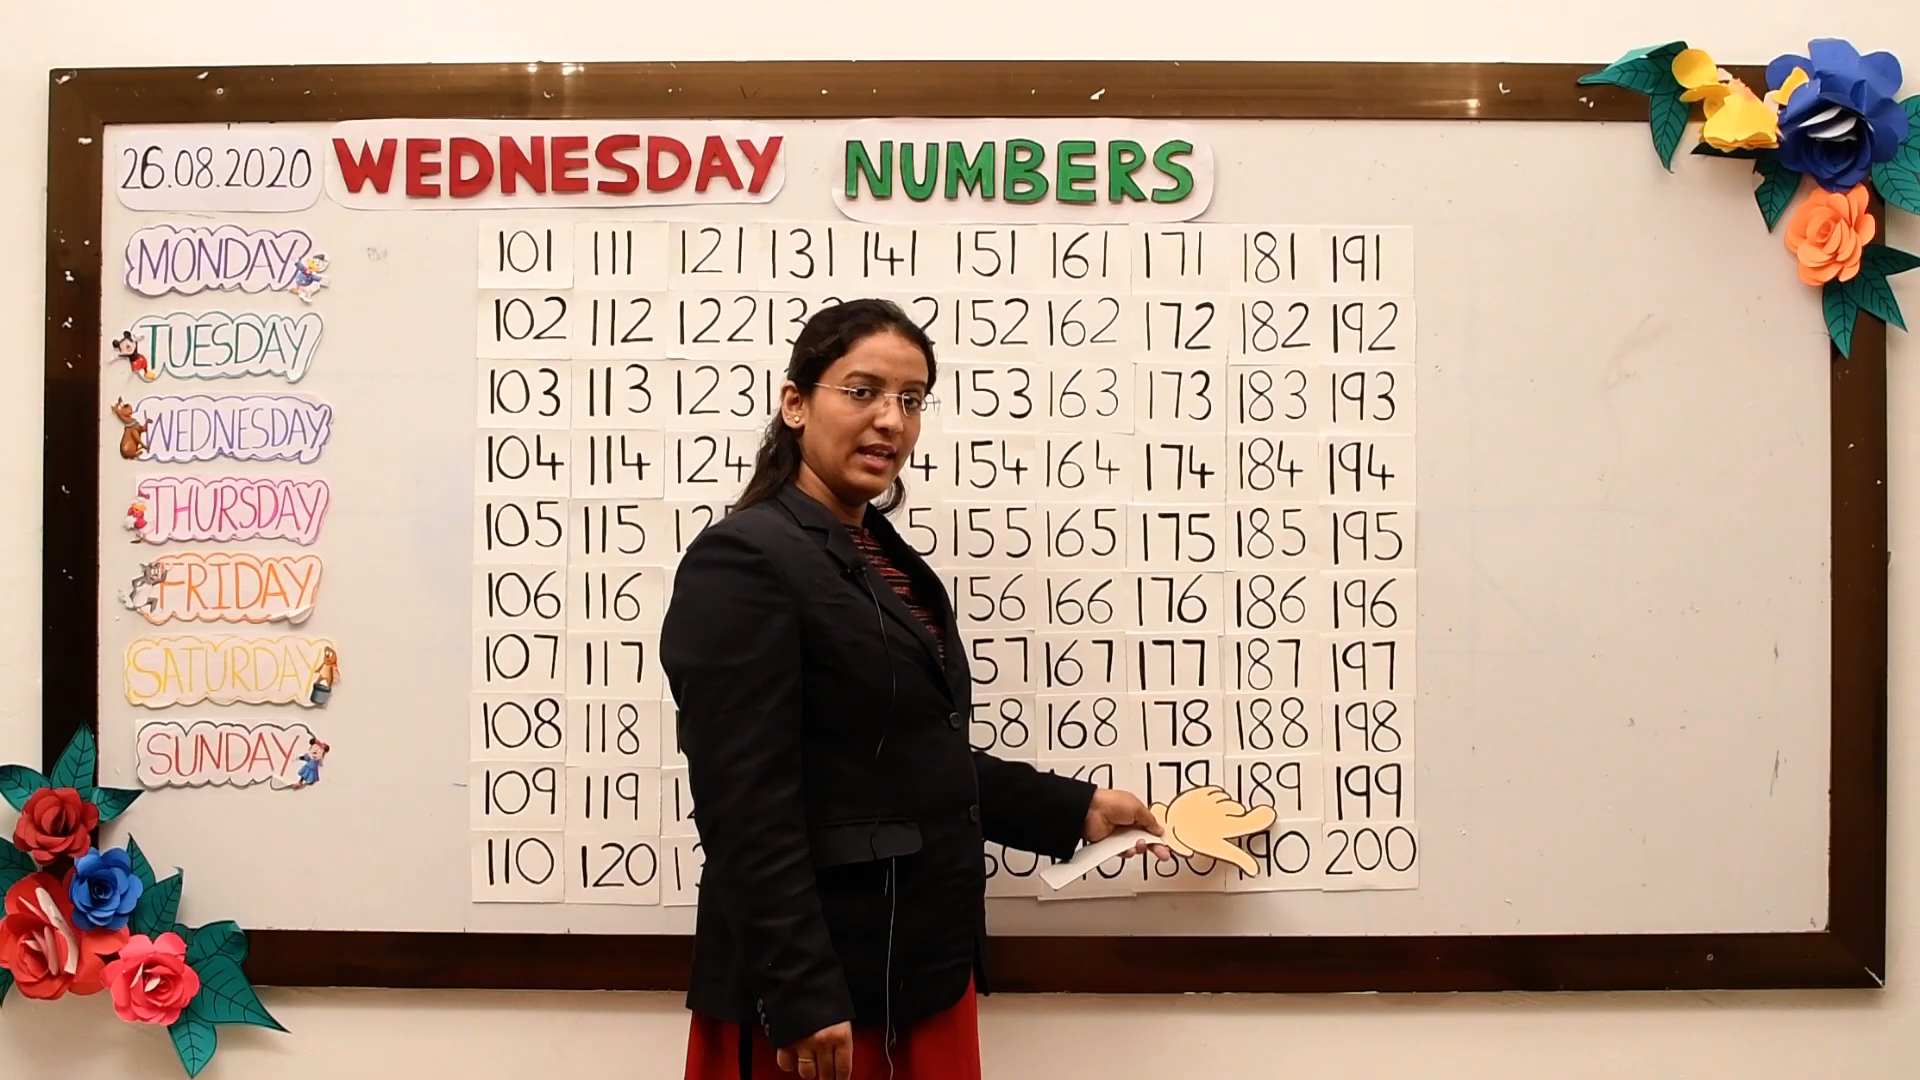 26.08.2020 WEDNESDAY NUMBERS
MONDAY
TUESDAY
WEDNESDAY
THURSDAY
FRIDAY
SATURDAY
SUNDAY
101 111 121 131 141 151 161 171 181 191
102 112 122 152 162 172 182 192
103 113 123 153 163 173 183 193
104 114 124 154 164 174 184 194
105 115 155 165 175 185 195
106 116 156 166 176 186 196
107 117 167 177 187 197
108 118 168 178 188 198
109 119 179 189 199
110 120 200